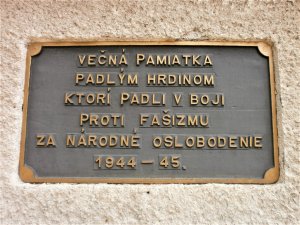 VEČNÁ PAMIATKA
PADLÝM HRDINOM
KTORÍ PADLI V BOJI
PROTI FAŠIZMU
ZA NÁRODNÉ OSLOBODENIE
1944 – 45.